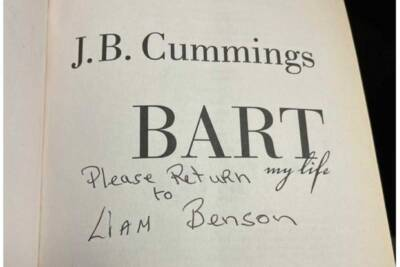 J.B. Cummings
BART
my life
Please Return
to
LIAM Benson